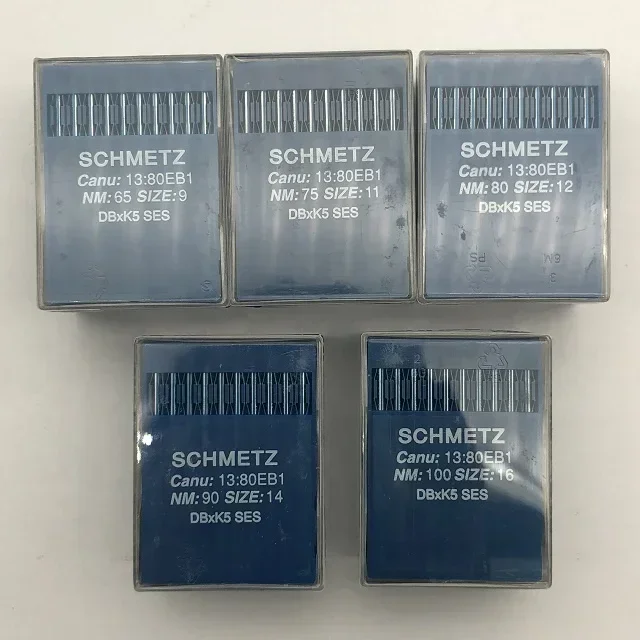 SCHMETZ
Canu: 13:80EB1
NM: 65 SIZE: 9
DBxK5 SES
SCHMETZ
Canu: 13:80EB1
NM: 75 SIZE: 11
DBxK5 SES
SCHMETZ
Canu: 13:80EB1
NM: 80 SIZE: 12
DBxK5 SES
PS
SCHMETZ
Canu: 13:80EB1
NM: 90 SIZE: 14
DBxK5 SES
SCHMETZ
Canu: 13:80EB1
NM: 100 SIZE: 16
DBxK5 SES